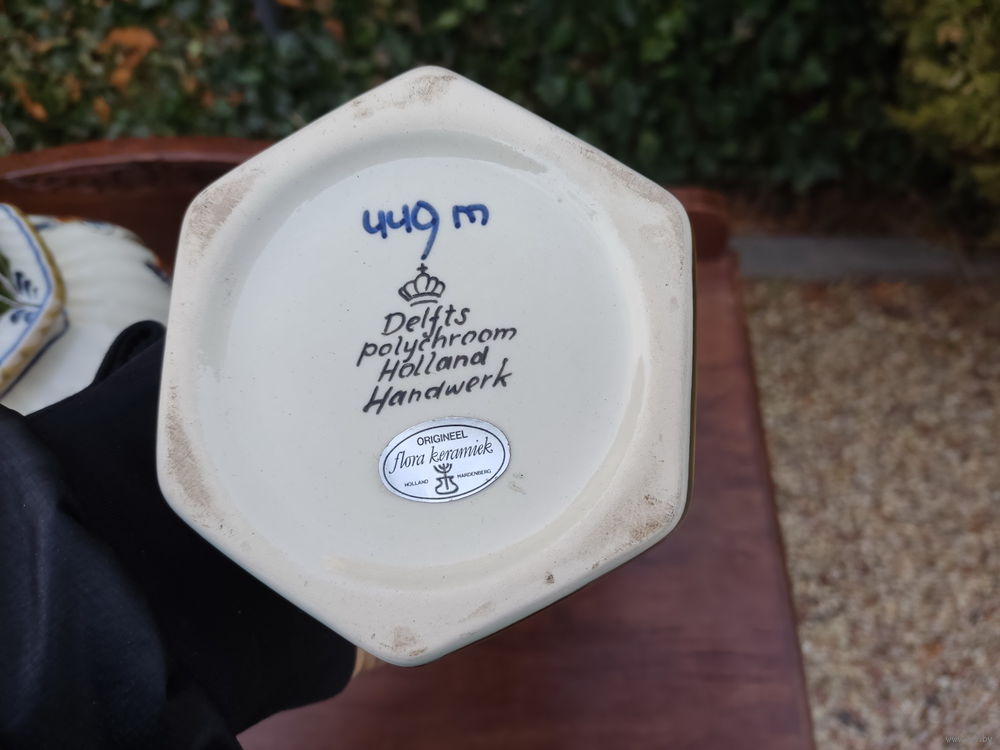 449 m
Delfts
polychroom
Holland
Handwerk
ORIGINEEL
flora keramiek
HOLLAND HARDENBERG